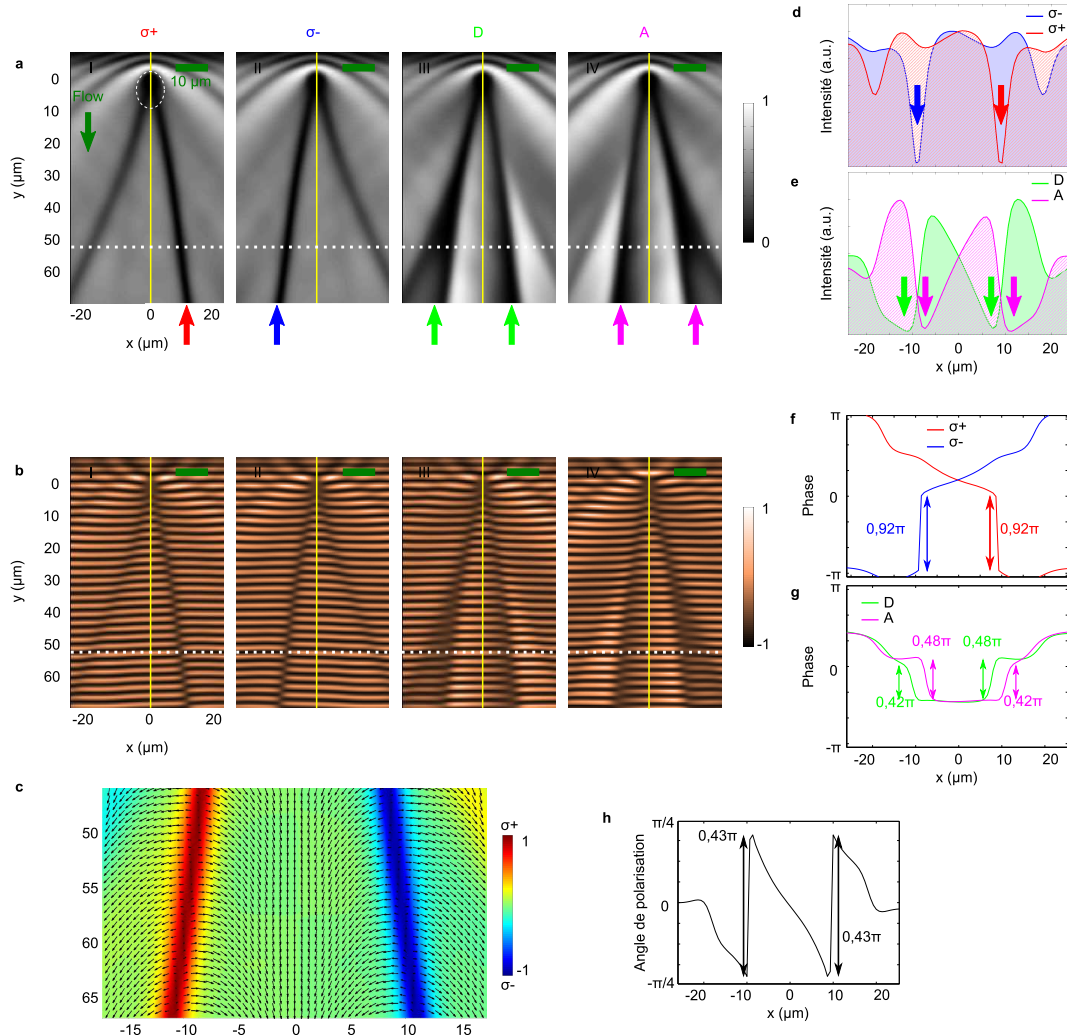 σ+ σ- D A
a
I II III IV
10 µm
Flow
0
10
20
30
40
50
60
y (µm)
-20 0 20
x (µm)
1
0
d
σ-
σ+
Intensité (a.u.)
e
D
A
Intensité (a.u.)
-20 -10 0 10 20
x (µm)
b
I II III IV
0
10
20
30
40
50
60
y (µm)
-20 0 20
x (µm)
1
-1
f
π
0
-π
Phase
σ+
σ-
0,92π 0,92π
g
π
0
-π
Phase
D
A
0,48π 0,48π
0,42π 0,42π
-20 -10 0 10 20
x (µm)
c
50
55
60
65
-15 -10 -5 0 5 10 15
σ+
1
-1
σ-
h
π/4
0
-π/4
Angle de polarisation
0,43π
0,43π
-20 -10 0 10 20
x (µm)